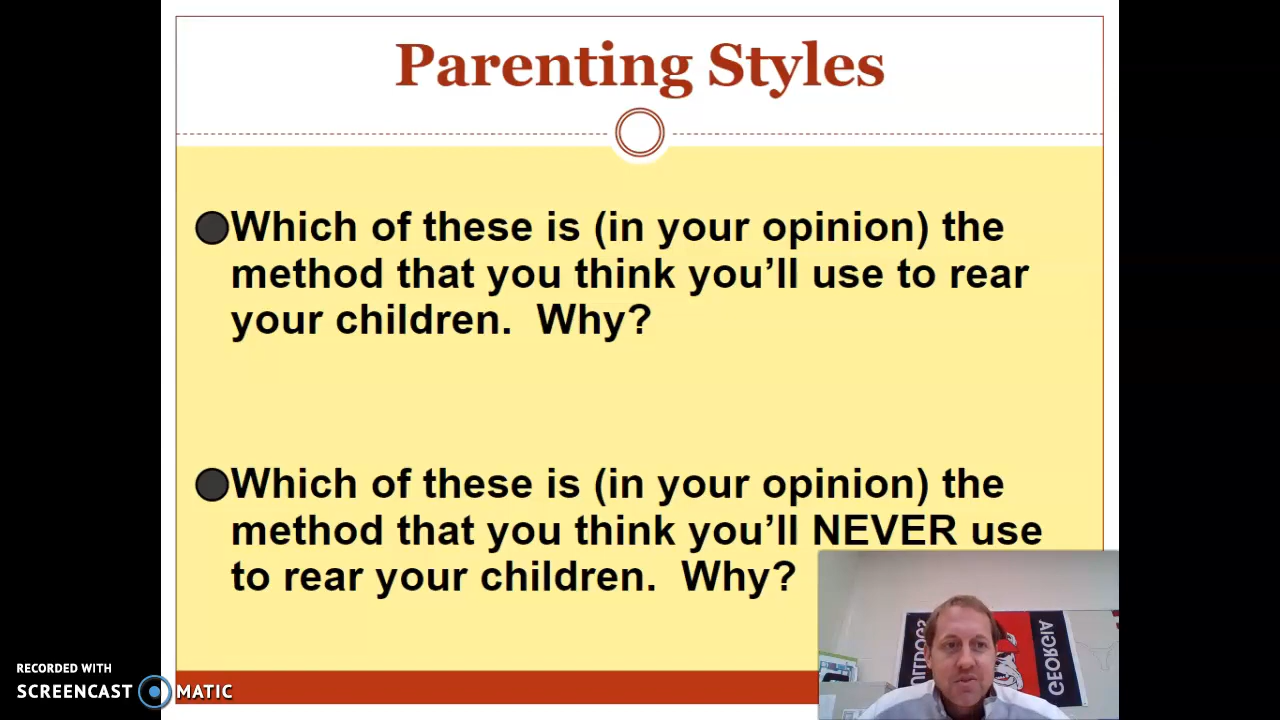 Parenting Styles
Which of these is (in your opinion) the
method that you think you’ll use to rear
your children.  Why?
Which of these is (in your opinion) the
method that you think you’ll NEVER use
to rear your children.  Why?
GEORGIA
RECORDED WITH
SCREENCAST MATIC